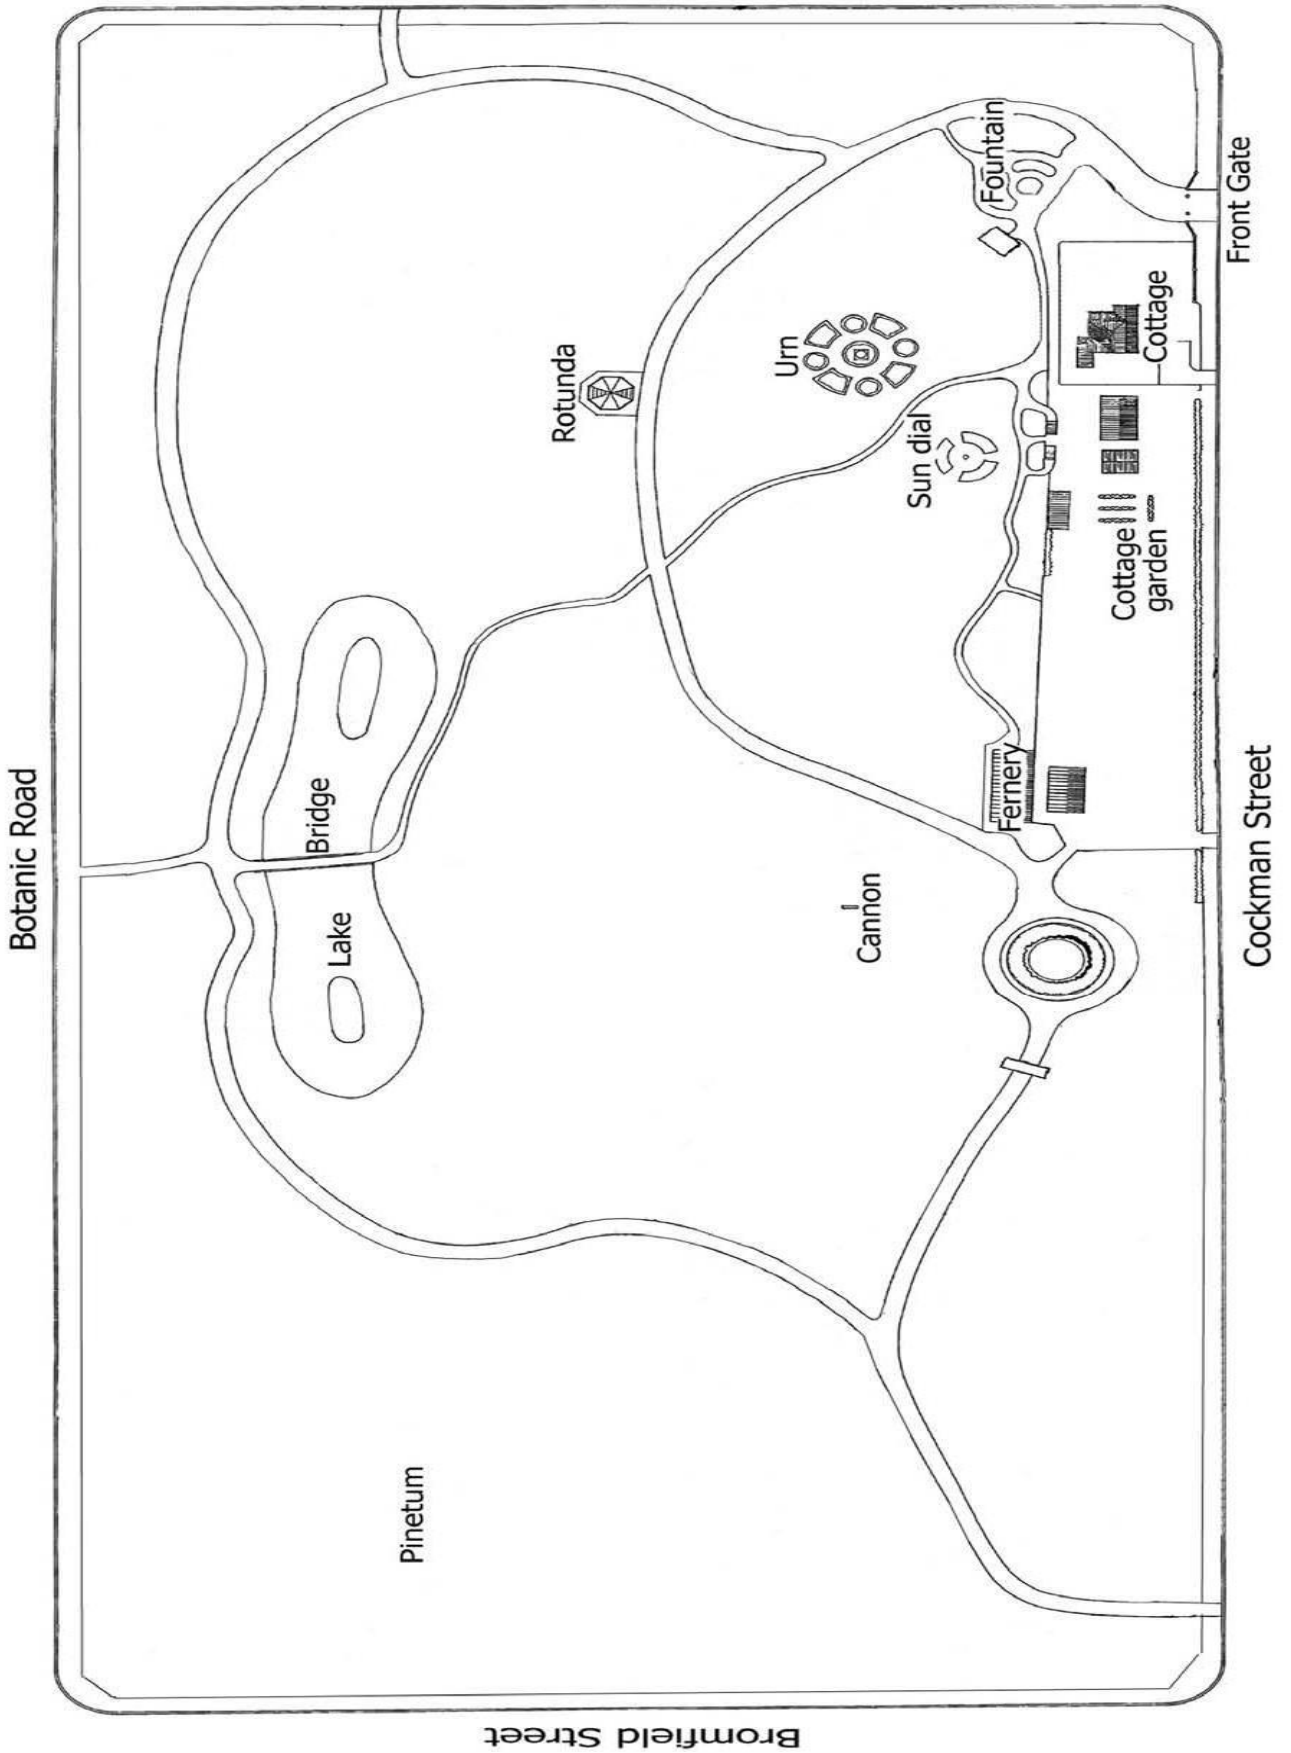 Botanic Road
Bromfield Street
Pinetum
Lake
Bridge
Rotunda
Cannon
Urn
Sun dial
Fountain
Fernery
Cottage
garden
Cottage
Front Gate
Cockman Street